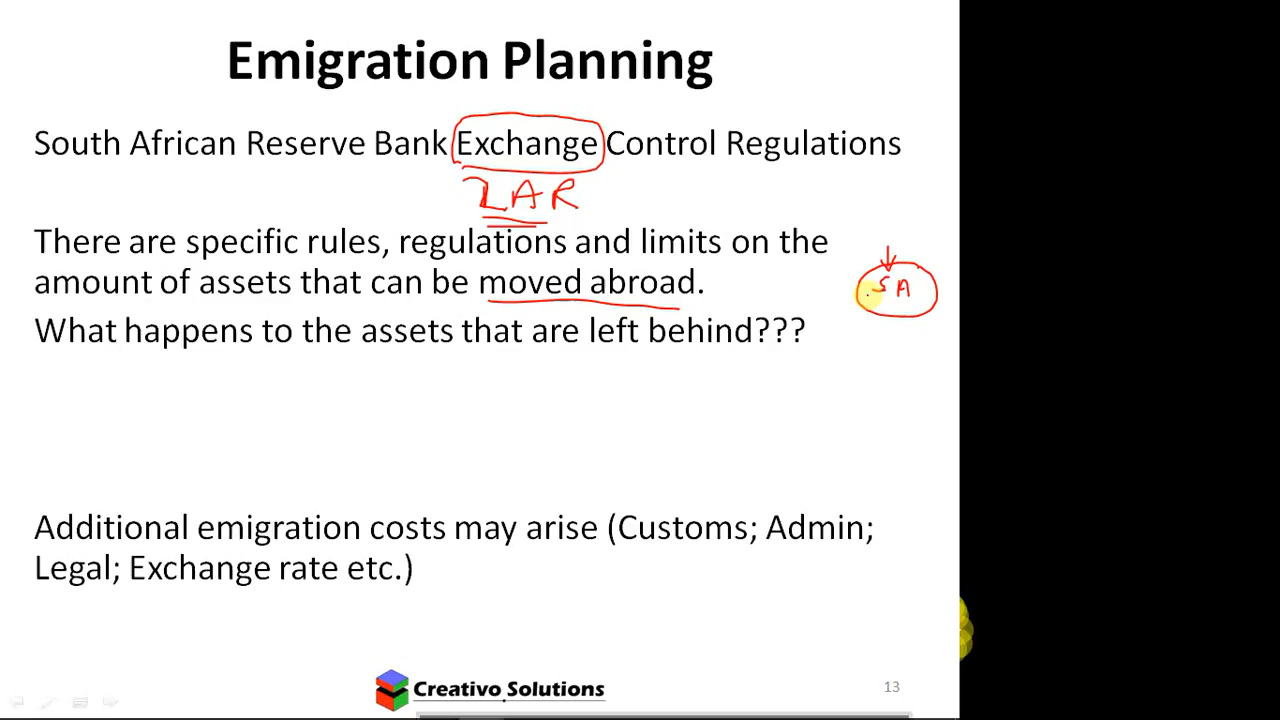 Emigration Planning
South African Reserve Bank Exchange Control Regulations
ZAR
There are specific rules, regulations and limits on the
amount of assets that can be moved abroad.
SA
What happens to the assets that are left behind???
Additional emigration costs may arise (Customs; Admin;
Legal; Exchange rate etc.)
Creativo Solutions
13